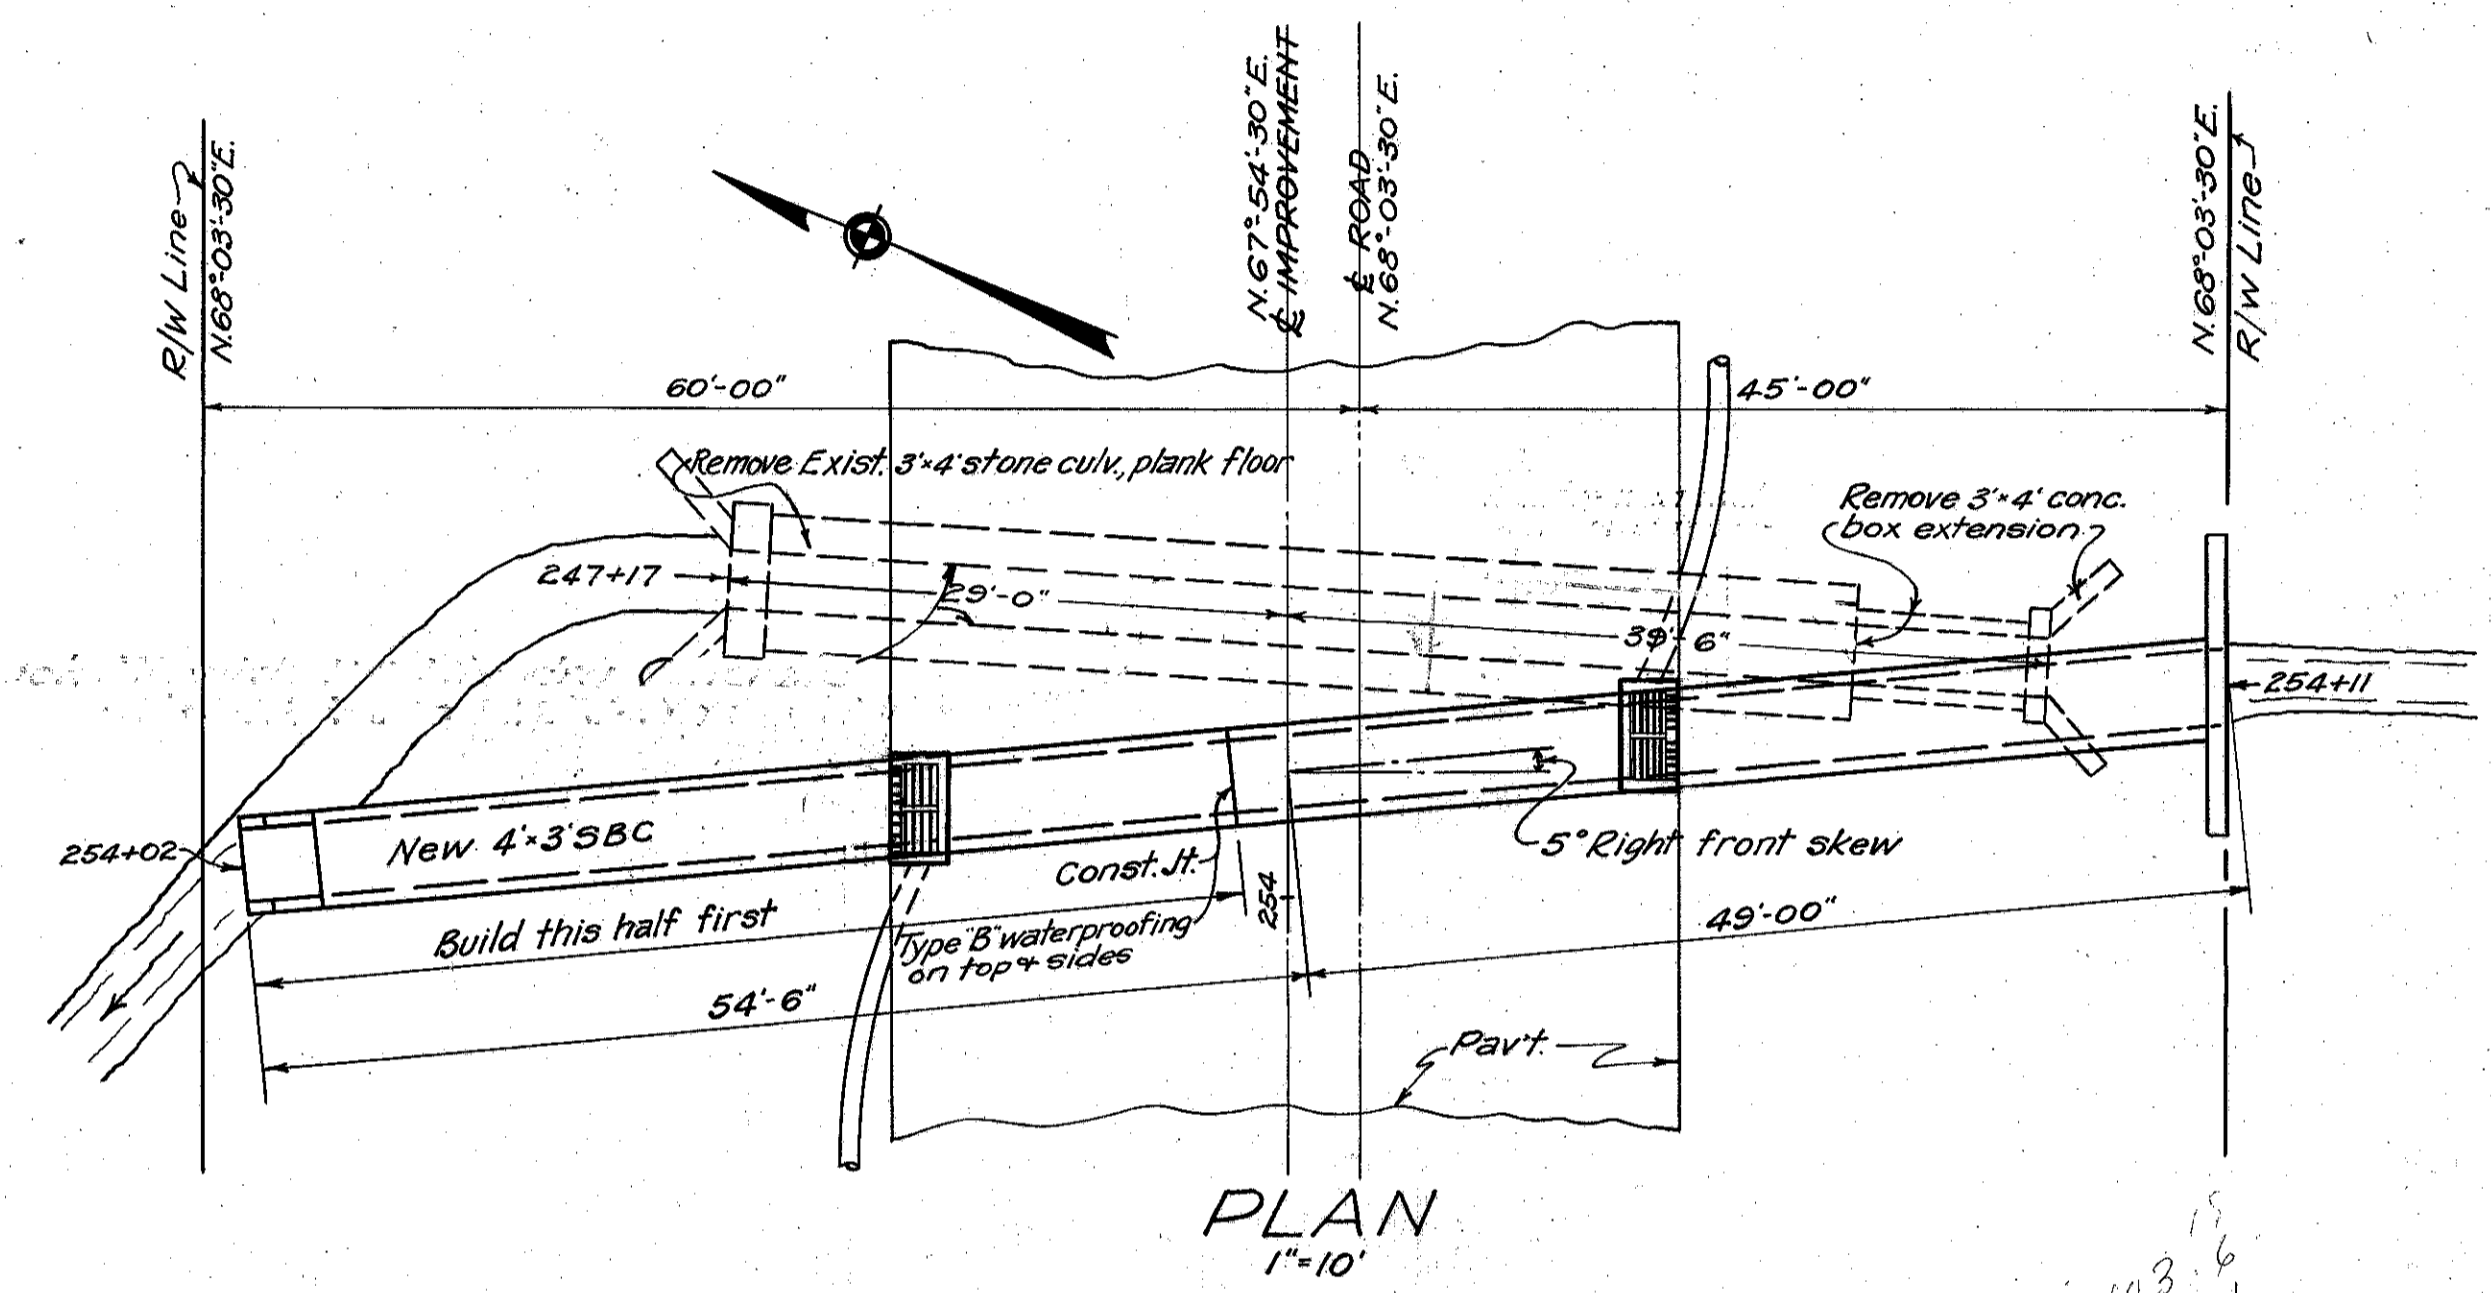 R/W Line
N.68°-03'-30"E.
N.67°-54'-30"E.
℄ IMPROVEMENT
℄ ROAD
N.68°-03'-30"E.
N.68°-03'-30"E.
R/W Line
60'-00"
45'-00"
Remove Exist. 3'×4' stone culv., plank floor
Remove 3'×4' conc.
box extension
247+17
29'-0"
6"
254+11
254+02
New 4'×3' SBC
Const. Jt.
5° Right front skew
Build this half first
Type "B" waterproofing
on top & sides
254
49'-00"
54'-6"
Pav't.
PLAN
1"=10'
3 6